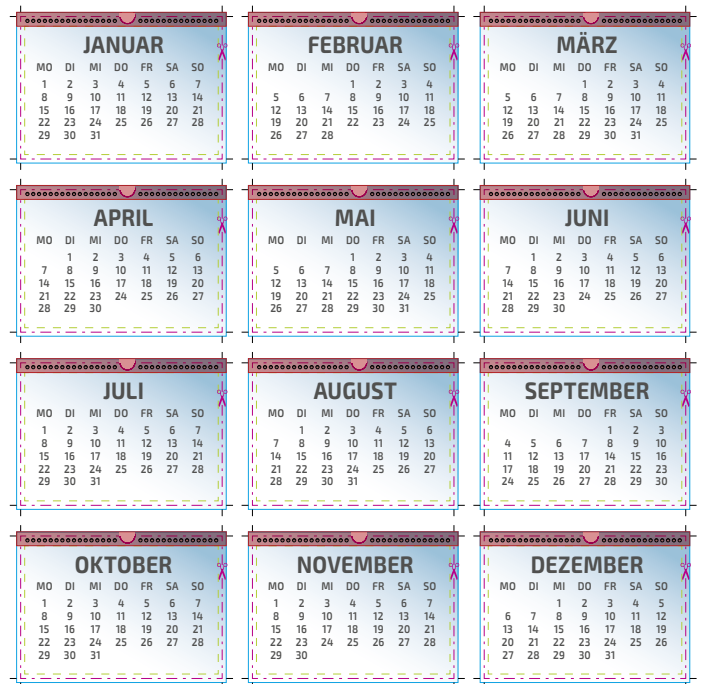 JANUAR
MO DI MI DO FR SA SO
1 2 3 4 5 6 7
8 9 10 11 12 13 14
15 16 17 18 19 20 21
22 23 24 25 26 27 28
29 30 31
FEBRUAR
MO DI MI DO FR SA SO
1 2 3 4
5 6 7 8 9 10 11
12 13 14 15 16 17 18
19 20 21 22 23 24 25
26 27 28
MÄRZ
MO DI MI DO FR SA SO
1 2 3 4
5 6 7 8 9 10 11
12 13 14 15 16 17 18
19 20 21 22 23 24 25
26 27 28 29 30 31
APRIL
MO DI MI DO FR SA SO
1 2 3 4 5 6
7 8 9 10 11 12 13
14 15 16 17 18 19 20
21 22 23 24 25 26 27
28 29 30
MAI
MO DI MI DO FR SA SO
1 2 3 4
5 6 7 8 9 10 11
12 13 14 15 16 17 18
19 20 21 22 23 24 25
26 27 28 29 30 31
JUNI
MO DI MI DO FR SA SO
1 2 3 4 5 6
7 8 9 10 11 12 13
14 15 16 17 18 19 20
21 22 23 24 25 26 27
28 29 30
JULI
MO DI MI DO FR SA SO
1 2 3 4 5 6 7
8 9 10 11 12 13 14
15 16 17 18 19 20 21
22 23 24 25 26 27 28
29 30 31
AUGUST
MO DI MI DO FR SA SO
1 2 3 4 5 6
7 8 9 10 11 12 13
14 15 16 17 18 19 20
21 22 23 24 25 26 27
28 29 30 31
SEPTEMBER
MO DI MI DO FR SA SO
1 2 3
4 5 6 7 8 9 10
11 12 13 14 14 15 16
17 18 19 20 21 22 23
24 25 26 27 28 29 30
OKTOBER
MO DI MI DO FR SA SO
1 2 3 4 5 6 7
8 9 10 11 12 13 14
15 16 17 18 19 20 21
22 23 24 25 26 27 28
29 30 31
NOVEMBER
MO DI MI DO FR SA SO
1 2 3 4 5 6 7
8 9 10 11 12 13 14
15 16 17 18 19 20 21
22 23 24 25 26 27 28
29 30
DEZEMBER
MO DI MI DO FR SA SO
1 2 3 4 5
6 7 8 9 10 11 12
13 14 15 16 17 18 19
20 21 22 23 24 25 26
27 28 29 30 31